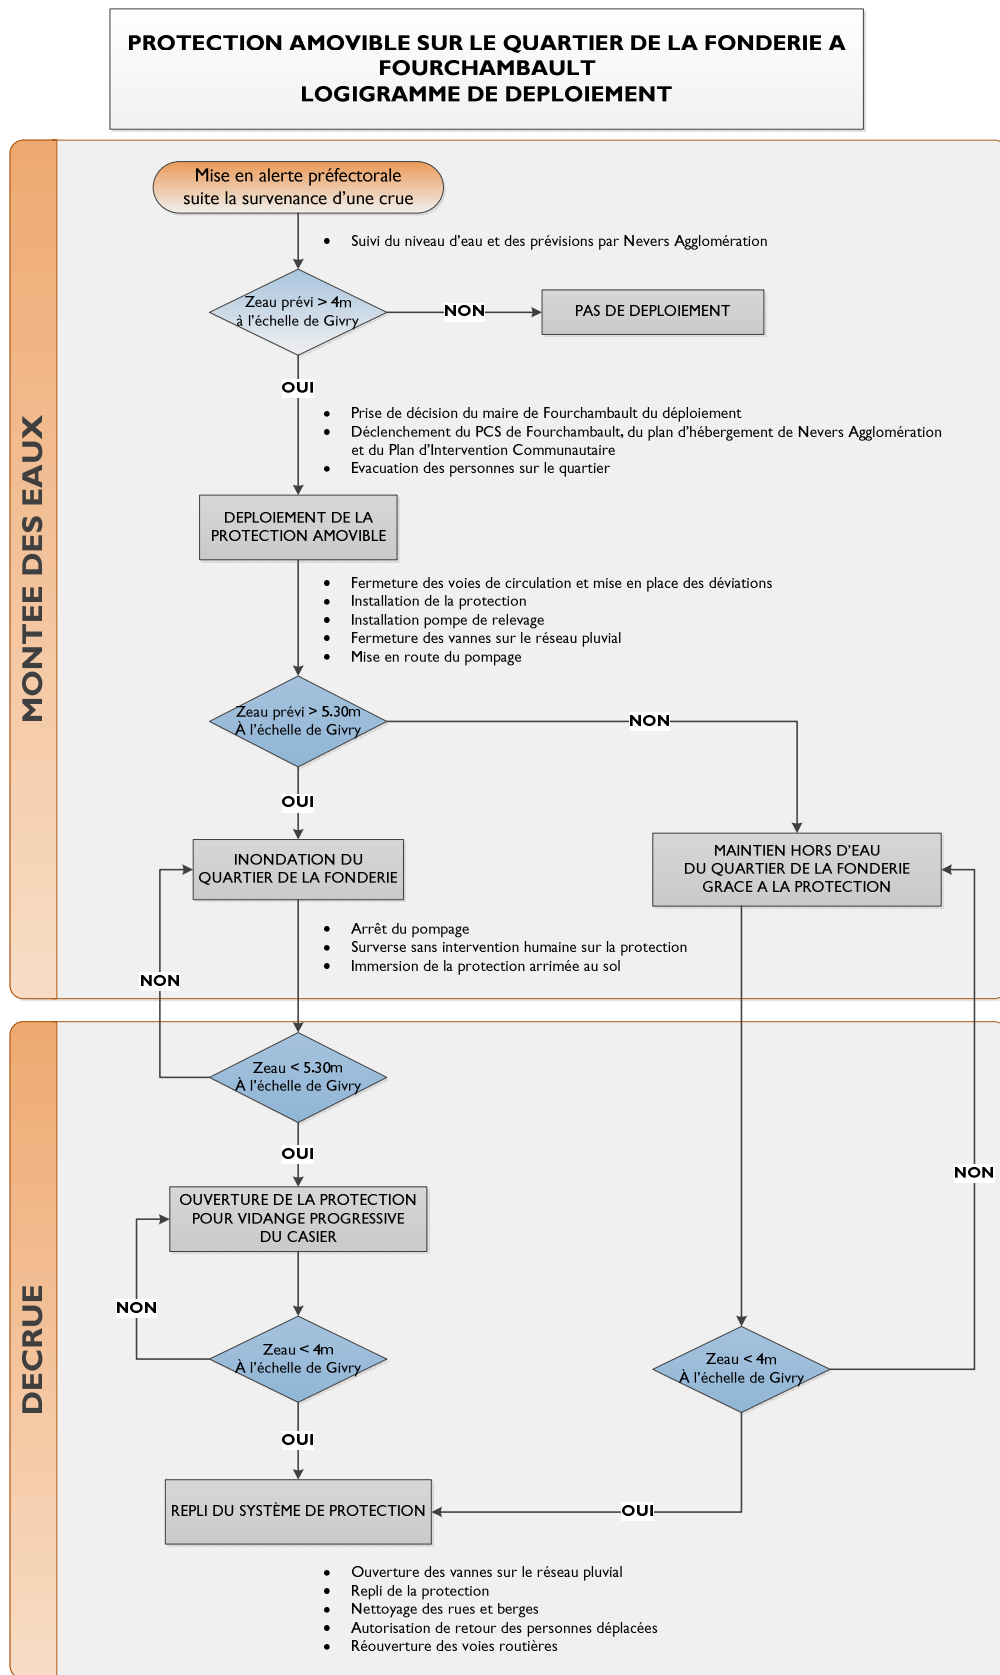 PROTECTION AMOVIBLE SUR LE QUARTIER DE LA FONDERIE A
FOURCHAMBAULT
LOGIGRAMME DE DEPLOIEMENT
MONTEE DES EAUX
Mise en alerte préfectorale
suite la survenance d’une crue
• Suivi du niveau d’eau et des prévisions par Nevers Agglomération
Zeau prévi > 4m
à l’échelle de Givry
NON
PAS DE DEPLOIEMENT
OUI
• Prise de décision du maire de Fourchambault du déploiement
• Déclenchement du PCS de Fourchambault, du plan d’hébergement de Nevers Agglomération
et du Plan d’Intervention Communautaire
• Evacuation des personnes sur le quartier
DEPLOIEMENT DE LA
PROTECTION AMOVIBLE
• Fermeture des voies de circulation et mise en place des déviations
• Installation de la protection
• Installation pompe de relevage
• Fermeture des vannes sur le réseau pluvial
• Mise en route du pompage
Zeau prévi > 5.30m
À l’échelle de Givry
NON
OUI
INONDATION DU
QUARTIER DE LA FONDERIE
MAINTIEN HORS D’EAU
DU QUARTIER DE LA FONDERIE
GRACE A LA PROTECTION
• Arrêt du pompage
• Surverse sans intervention humaine sur la protection
• Immersion de la protection arrimée au sol
NON
DECRUE
Zeau < 5.30m
À l’échelle de Givry
OUI
NON
OUVERTURE DE LA PROTECTION
POUR VIDANGE PROGRESSIVE
DU CASIER
NON
Zeau < 4m
À l’échelle de Givry
Zeau < 4m
À l’échelle de Givry
OUI
REPLI DU SYSTÈME DE PROTECTION
OUI
• Ouverture des vannes sur le réseau pluvial
• Repli de la protection
• Nettoyage des rues et berges
• Autorisation de retour des personnes déplacées
• Réouverture des voies routières